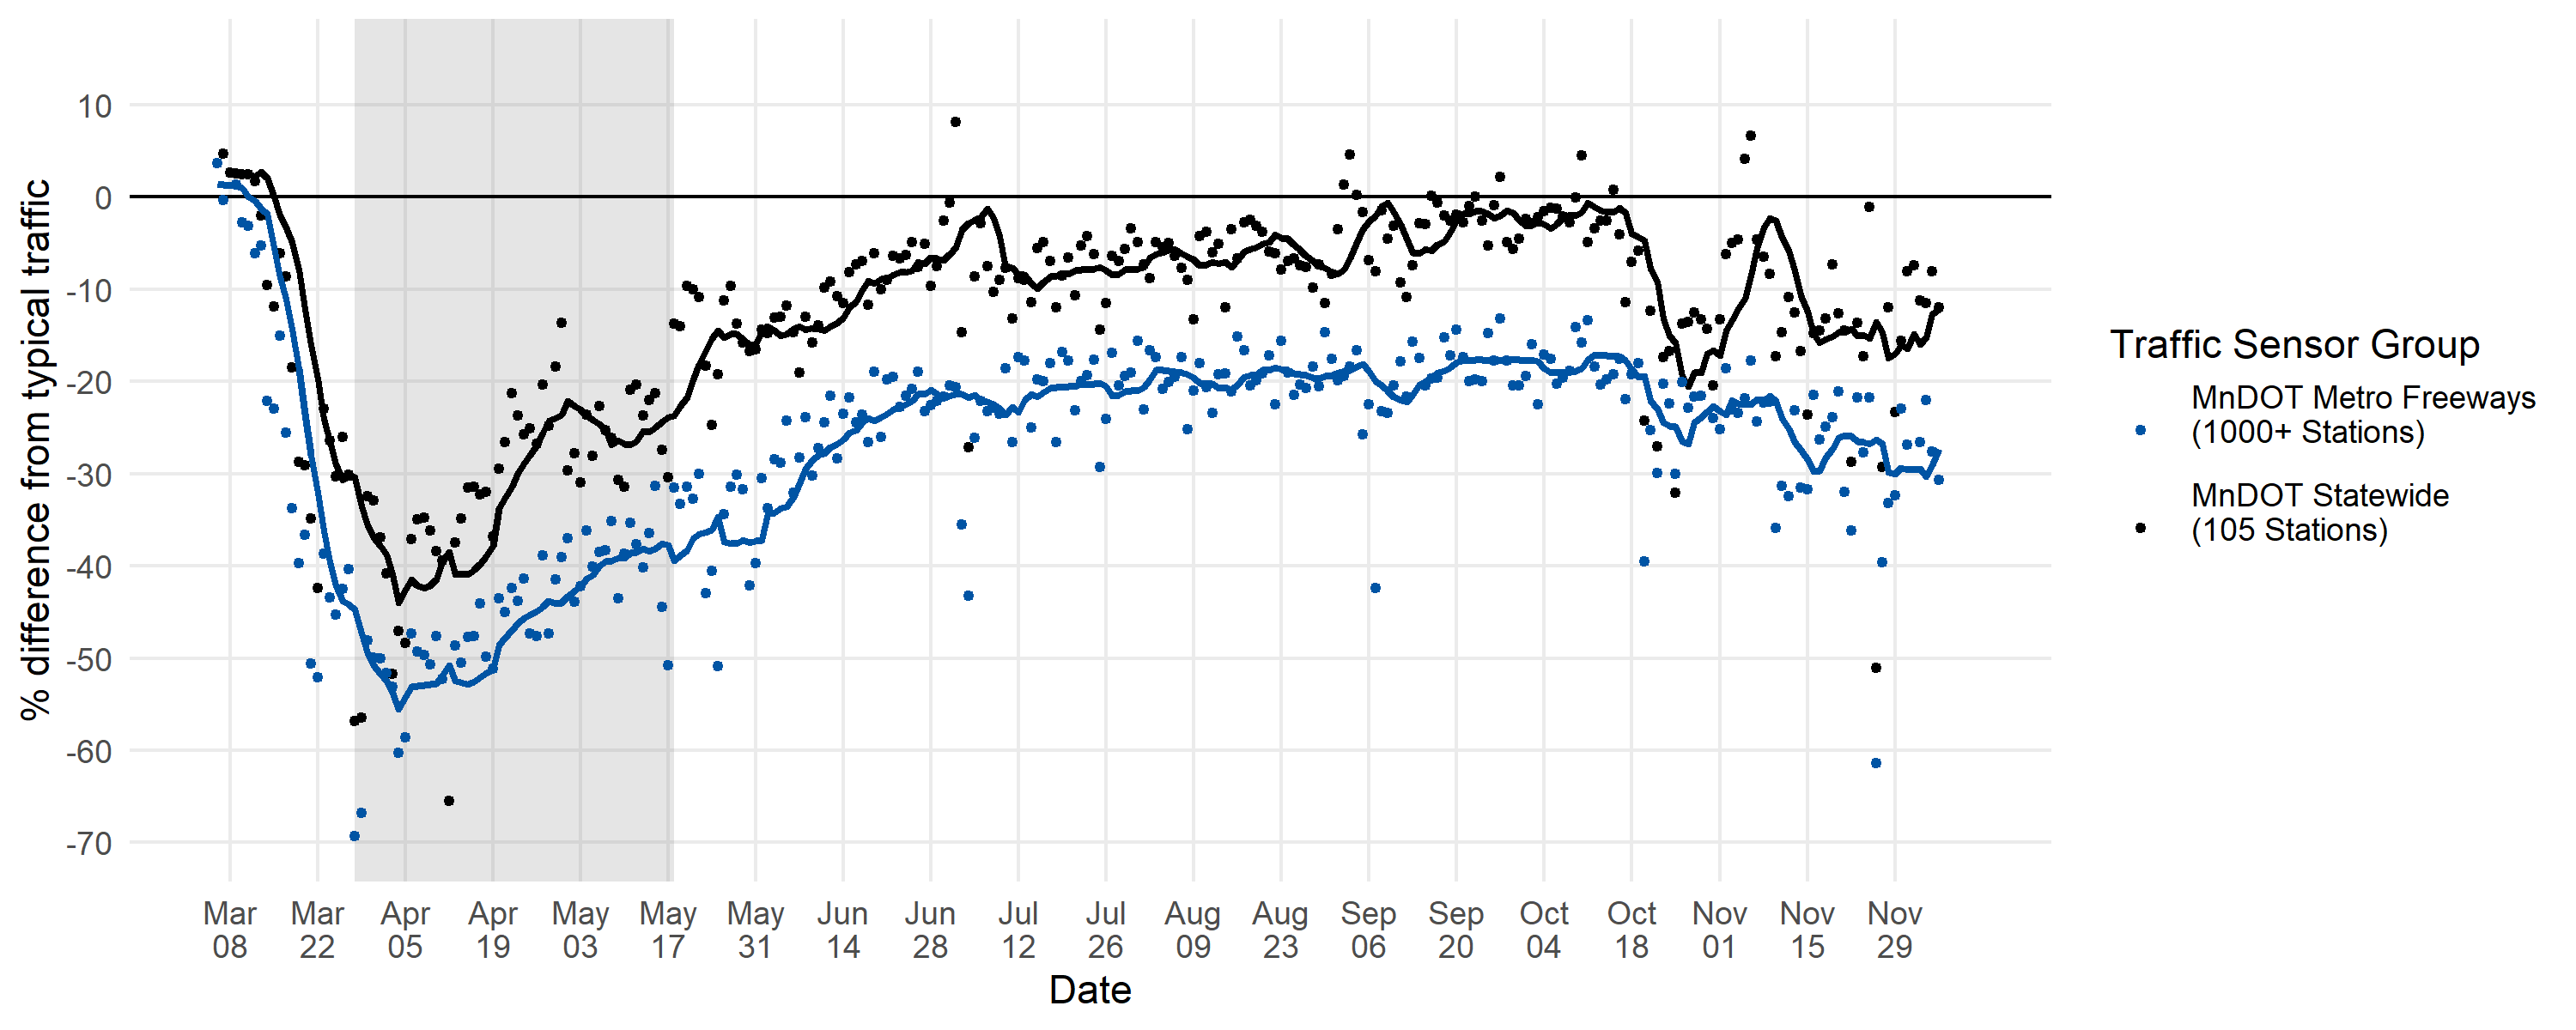 % difference from typical traffic
10
0
-10
-20
-30
-40
-50
-60
-70
Mar Mar Apr Apr May May May Jun Jun Jul Jul Aug Aug Sep Sep Oct Oct Nov Nov Nov
08 22 05 19 03 17 31 14 28 12 26 09 23 06 20 04 18 01 15 29
Date
Traffic Sensor Group
MnDOT Metro Freeways
(1000+ Stations)
MnDOT Statewide
(105 Stations)